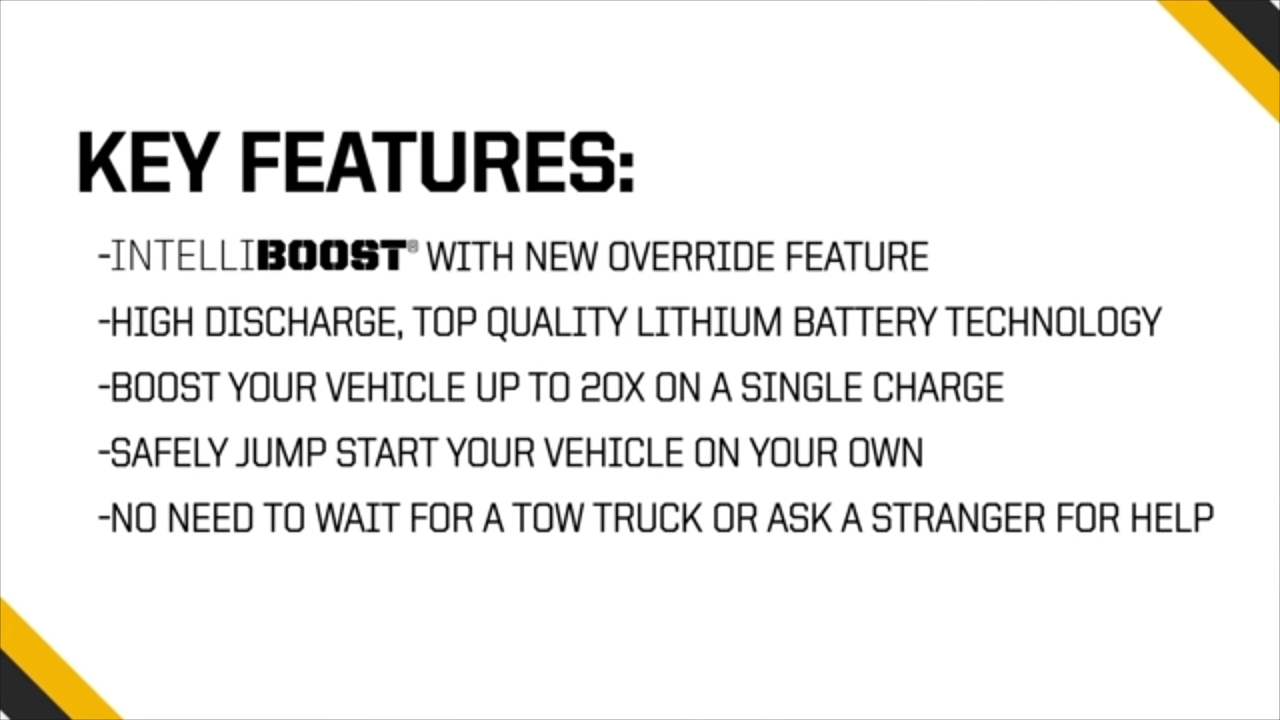 KEY FEATURES:
-INTELLIBOOST® WITH NEW OVERRIDE FEATURE
-HIGH DISCHARGE, TOP QUALITY LITHIUM BATTERY TECHNOLOGY
-BOOST YOUR VEHICLE UP TO 20X ON A SINGLE CHARGE
-SAFELY JUMP START YOUR VEHICLE ON YOUR OWN
-NO NEED TO WAIT FOR A TOW TRUCK OR ASK A STRANGER FOR HELP